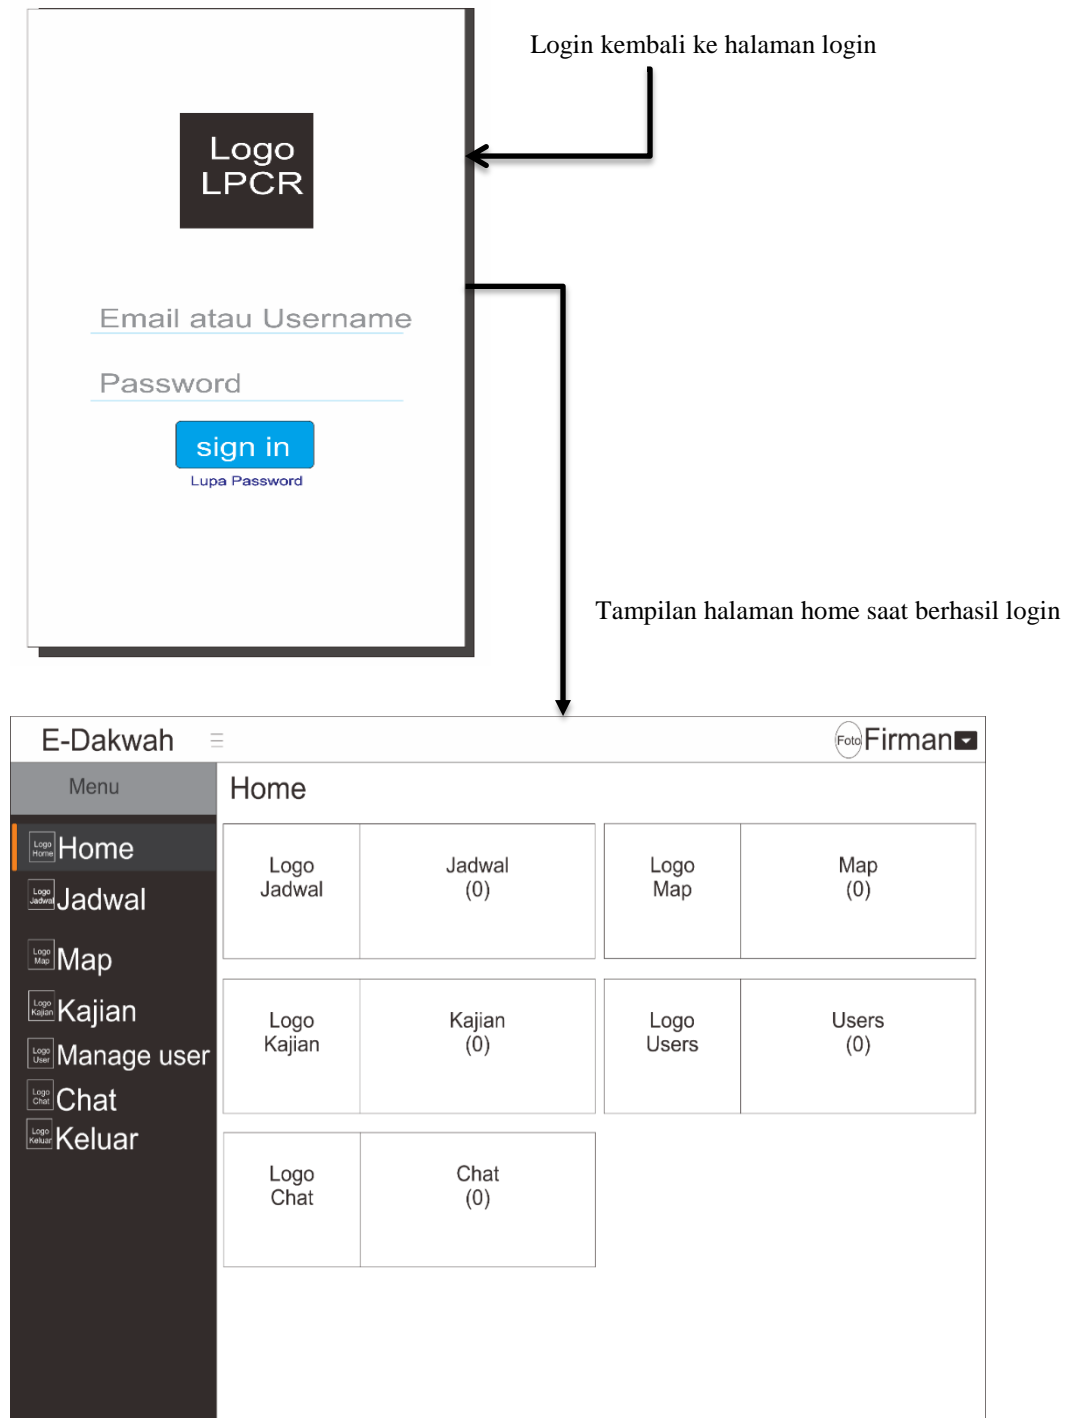 Login kembali ke halaman login
Logo
LPCR
Email atau Username
Password
sign in
Lupa Password
Tampilan halaman home saat berhasil login
E-Dakwah
Foto
Firman
Menu
Home
Logo
Home
Home
Logo
Jadwal
Jadwal
Logo
Map
Map
Logo
Kajian
Kajian
Logo
User
Manage user
Logo
Chat
Chat
Logo
Keluar
Keluar
Logo
Jadwal
Jadwal
(0)
Logo
Map
Map
(0)
Logo
Kajian
Kajian
(0)
Logo
Users
Users
(0)
Logo
Chat
Chat
(0)